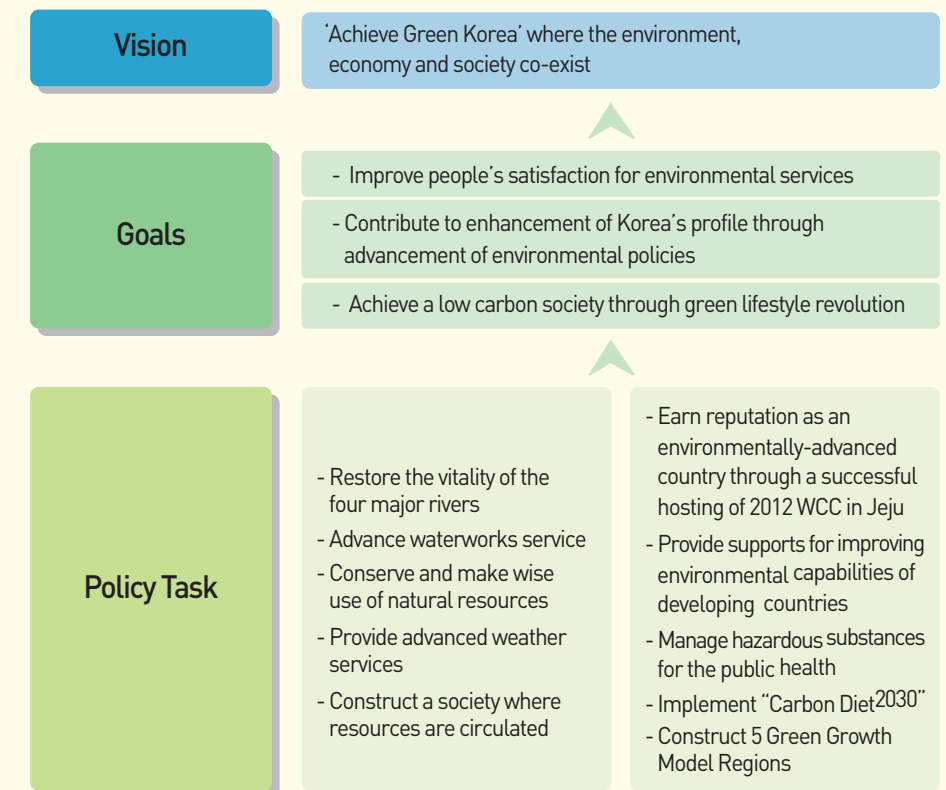 Vision
‘Achieve Green Korea’ where the environment,
economy and society co-exist
Goals
- Improve people’s satisfaction for environmental services
- Contribute to enhancement of Korea’s profile through
advancement of environmental policies
- Achieve a low carbon society through green lifestyle revolution
Policy Task
- Restore the vitality of the
four major rivers
- Advance waterworks service
- Conserve and make wise
use of natural resources
- Provide advanced weather
services
- Construct a society where
resources are circulated
- Earn reputation as an
environmentally-advanced
country through a successful
hosting of 2012 WCC in Jeju
- Provide supports for improving
environmental capabilities of
developing countries
- Manage hazardous substances
for the public health
- Implement “Carbon Diet2030”
- Construct 5 Green Growth
Model Regions